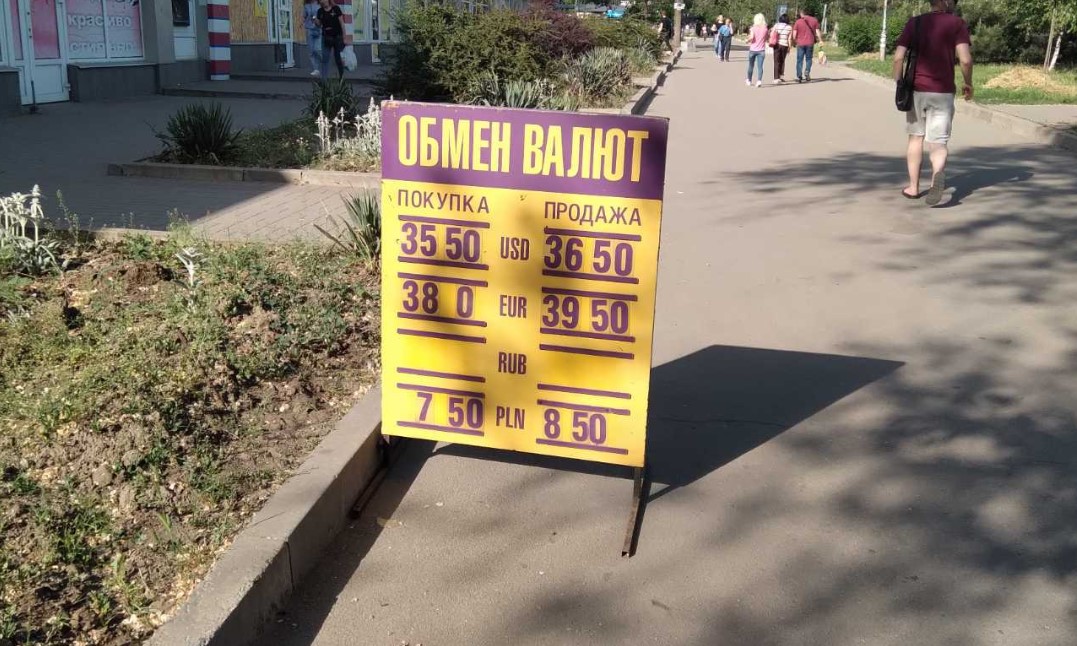 красиво
ОБМЕН ВАЛЮТ
ПОКУПКА ПРОДАЖА
35 50 USD 36 50
38 0 EUR 39 50
RUB
7 50 PLN 8 50